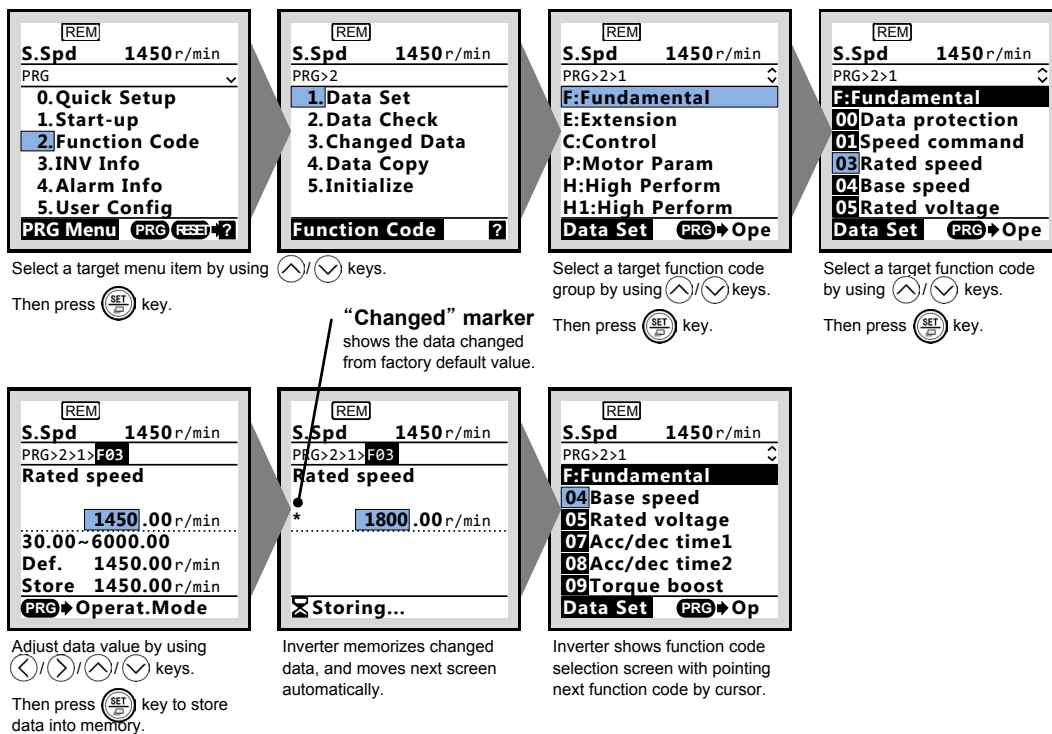 REM
S.Spd 1450 r/min
PRG
0.Quick Setup
1.Start-up
2.Function Code
3.INV Info
4.Alarm Info
5.User Config
PRG Menu PRG RESET ?
REM
S.Spd 1450 r/min
PRG>2
1.Data Set
2.Data Check
3.Changed Data
4.Data Copy
5.Initialize
Function Code ?
Select a target menu item by using / keys.
Then press SET key.
REM
S.Spd 1450 r/min
PRG>2>1
F:Fundamental
E:Extension
C:Control
P:Motor Param
H:High Perform
H1:High Perform
Data Set PRG Ope
Select a target function code
group by using / keys.
Then press SET key.
REM
S.Spd 1450 r/min
PRG>2>1
F:Fundamental
00 Data protection
01 Speed command
03 Rated speed
04 Base speed
05 Rated voltage
Data Set PRG Ope
Select a target function code
by using / keys.
Then press SET key.
“Changed” marker
shows the data changed
from factory default value.
REM
S.Spd 1450 r/min
PRG>2>1>F03
Rated speed
1450.00 r/min
30.00~6000.00
Def. 1450.00 r/min
Store 1450.00 r/min
PRG Operat.Mode
Adjust data value by using
/ / / keys.
Then press SET key to store
data into memory.
REM
S.Spd 1450 r/min
PRG>2>1>F03
Rated speed
* 1800.00 r/min
Storing...
Inverter memorizes changed
data, and moves next screen
automatically.
REM
S.Spd 1450 r/min
PRG>2>1
F:Fundamental
04 Base speed
05 Rated voltage
07 Acc/dec time1
08 Acc/dec time2
09 Torque boost
Data Set PRG Op
Inverter shows function code
selection screen with pointing
next function code by cursor.